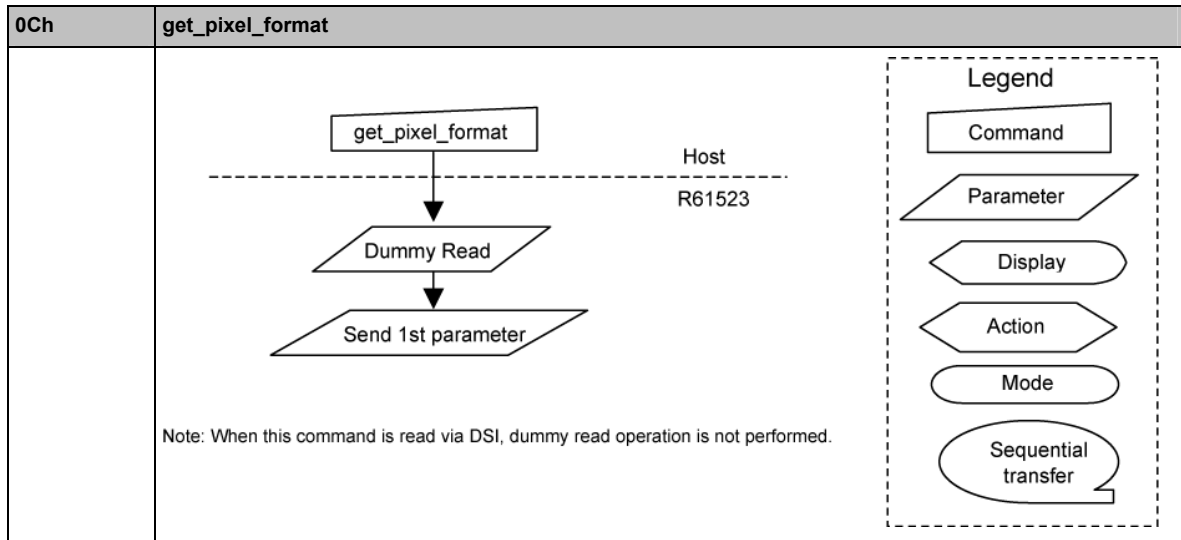 0Ch get_pixel_format
get_pixel_format
Host
R61523
Dummy Read
Send 1st parameter
Note: When this command is read via DSI, dummy read operation is not performed.
Legend
Command
Parameter
Display
Action
Mode
Sequential
transfer